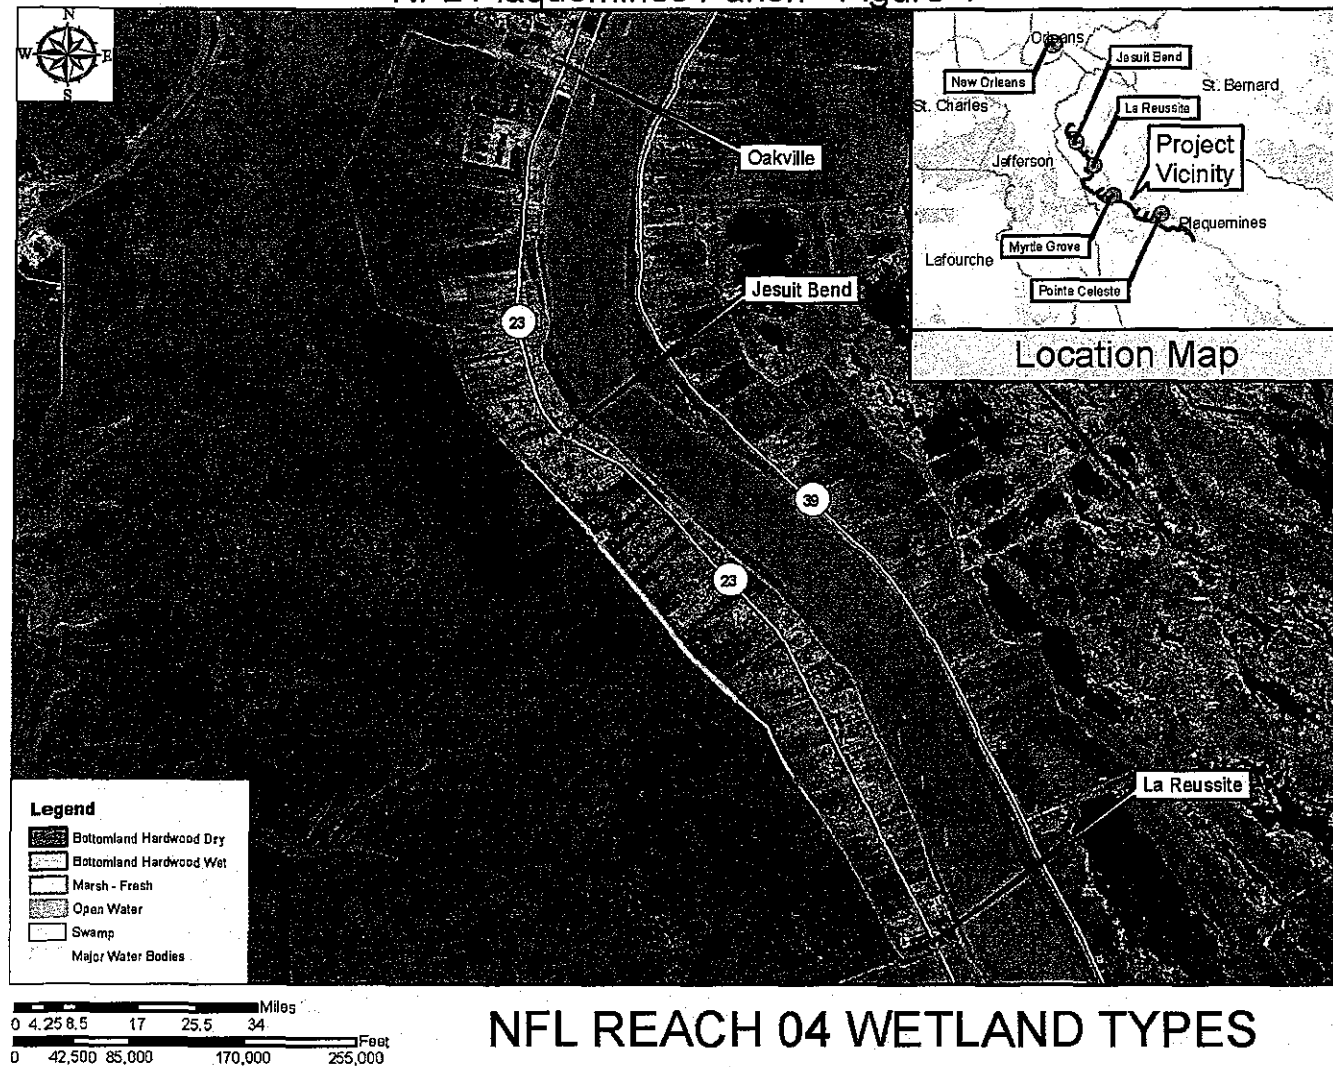 N
W
E
S
Oakville
Jesuit Bend
La Reussite
23
39
23
Orleans
New Orleans
St. Charles
Jesuit Bend
St. Bernard
La Reussite
Jefferson
Project
Vicinity
Plaquemines
Myrtle Grove
Lafourche
Pointe Celeste
Location Map
Legend
Bottomland Hardwood Dry
Bottomland Hardwood Wet
Marsh - Fresh
Open Water
Swamp
Major Water Bodies
Miles
0 4.25 8.5 17 25.5 34
Feet
0 42,500 85,000 170,000 255,000
NFL REACH 04 WETLAND TYPES